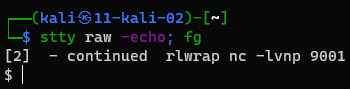 ┌──(kali㉿11-kali-02)-[~]
└─$ stty raw -echo; fg
[2]  - continued  rlwrap nc -lvnp 9001
$